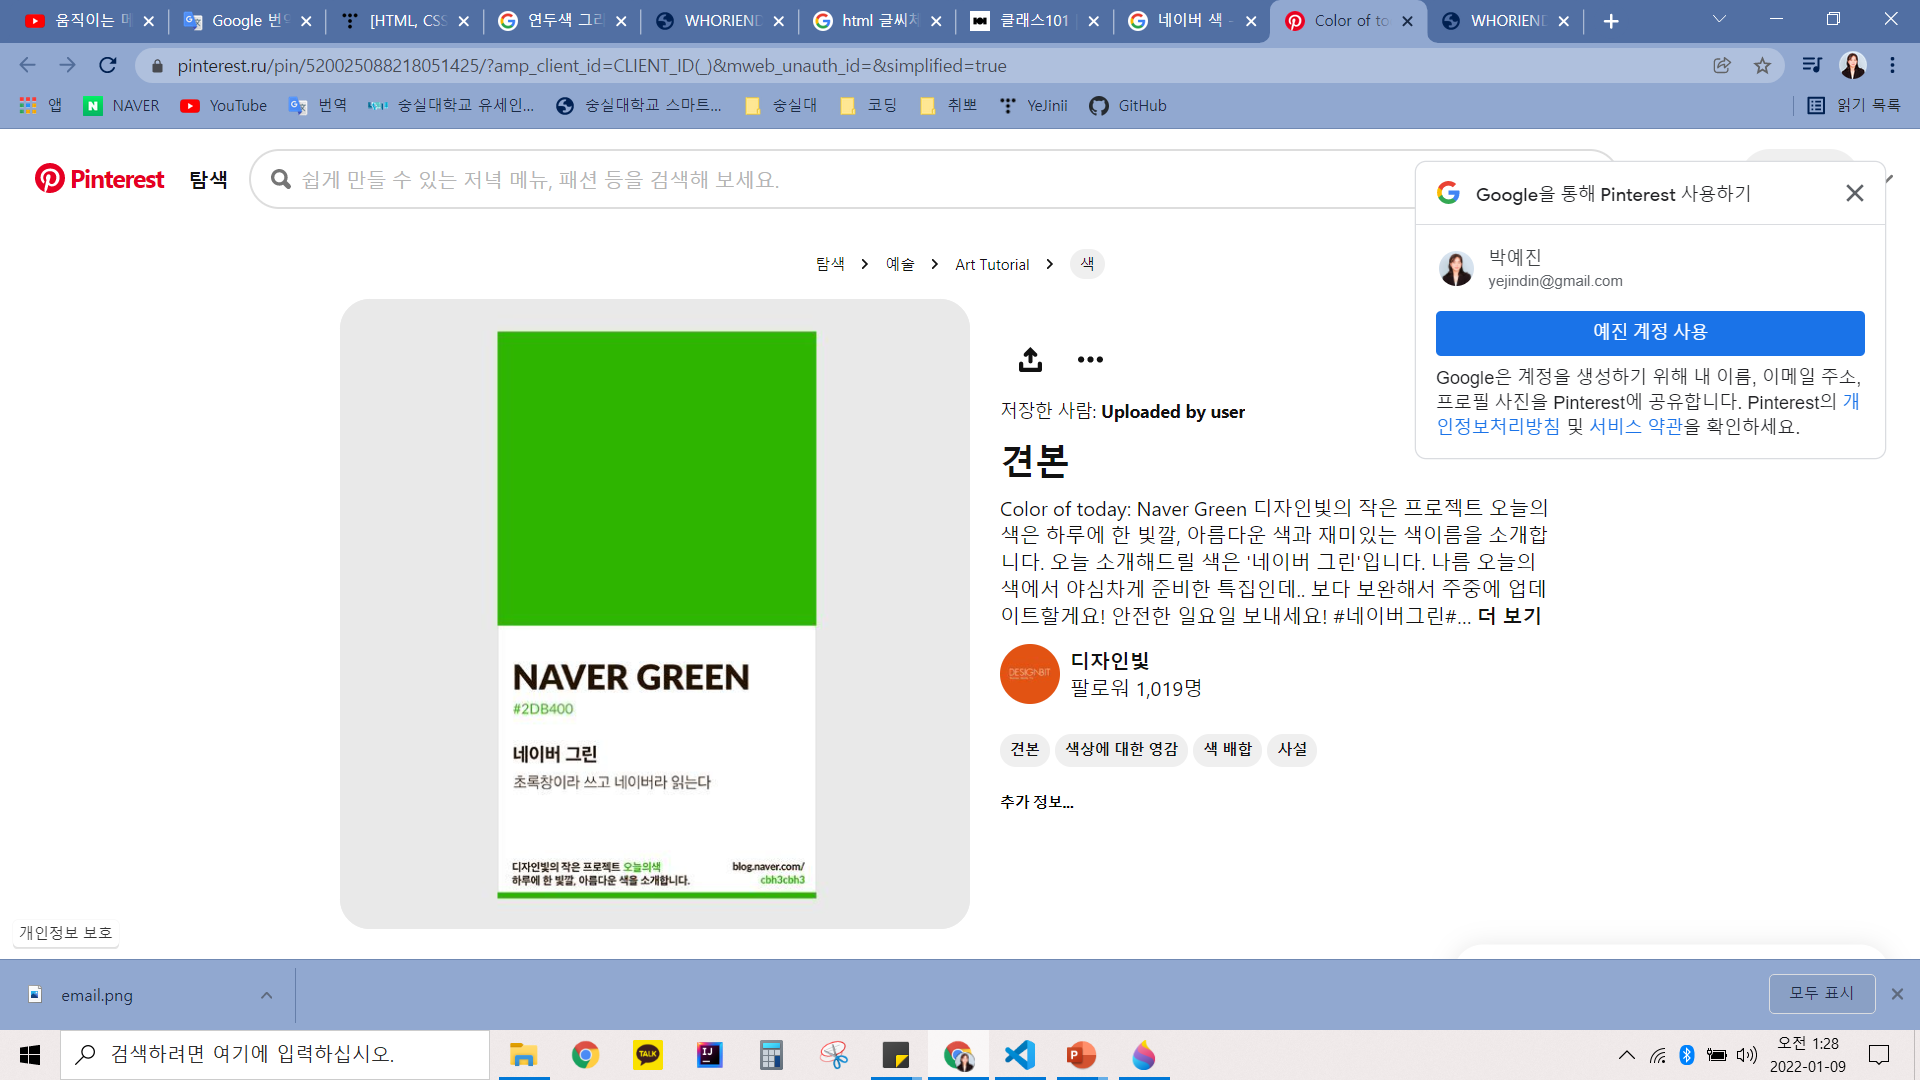 움직이는 
Google 번
[HTML, CSS
연두색 그라
WHORIEND
html 글씨
클래스101
네이버 색 -
Color of to
WHORIEND
pinterest.ru/pin/520025088218051425/?amp_client_id=CLIENT_ID(_)&mweb_unauth_id=&simplified=true
앱
NAVER
YouTube
번역
숭실대학교 유세인...
숭실대학교 스마트...
숭실대
코딩
취뽀
YeJinii
GitHub
읽기 목록
Pinterest
탐색
쉽게 만들 수 있는 저녁 메뉴, 패션 등을 검색해 보세요.
Google을 통해 Pinterest 사용하기
박예진
yejindin@gmail.com
예진 계정 사용
Google은 계정을 생성하기 위해 내 이름, 이메일 주소,
프로필 사진을 Pinterest에 공유합니다. Pinterest의 개
인정보처리방침 및 서비스 약관을 확인하세요.
탐색
예술
Art Tutorial
색
저장한 사람: Uploaded by user
견본
Color of today: Naver Green 디자인빛의 작은 프로젝트 오늘의
색은 하루에 한 빛깔, 아름다운 색과 재미있는 색이름을 소개합
니다. 오늘 소개해드릴 색은 '네이버 그린'입니다. 나름 오늘의
색에서 야심차게 준비한 특집인데.. 보다 보완해서 주중에 업데
이트할게요! 안전한 일요일 보내세요! #네이버그린#... 더 보기
DESIGNBIT
디자인빛
팔로워 1,019명
견본
색상에 대한 영감
색 배합
사설
추가 정보...
NAVER GREEN
#2DB400
네이버 그린
초록창이라 쓰고 네이버라 읽는다
디자인빛의 작은 프로젝트 오늘의색
하루에 한 빛깔, 아름다운 색을 소개합니다.
blog.naver.com/
cbh3cbh3
개인정보 보호
email.png
모두 표시
검색하려면 여기에 입력하십시오.
TALK
IJ
P
오전 1:28
2022-01-09